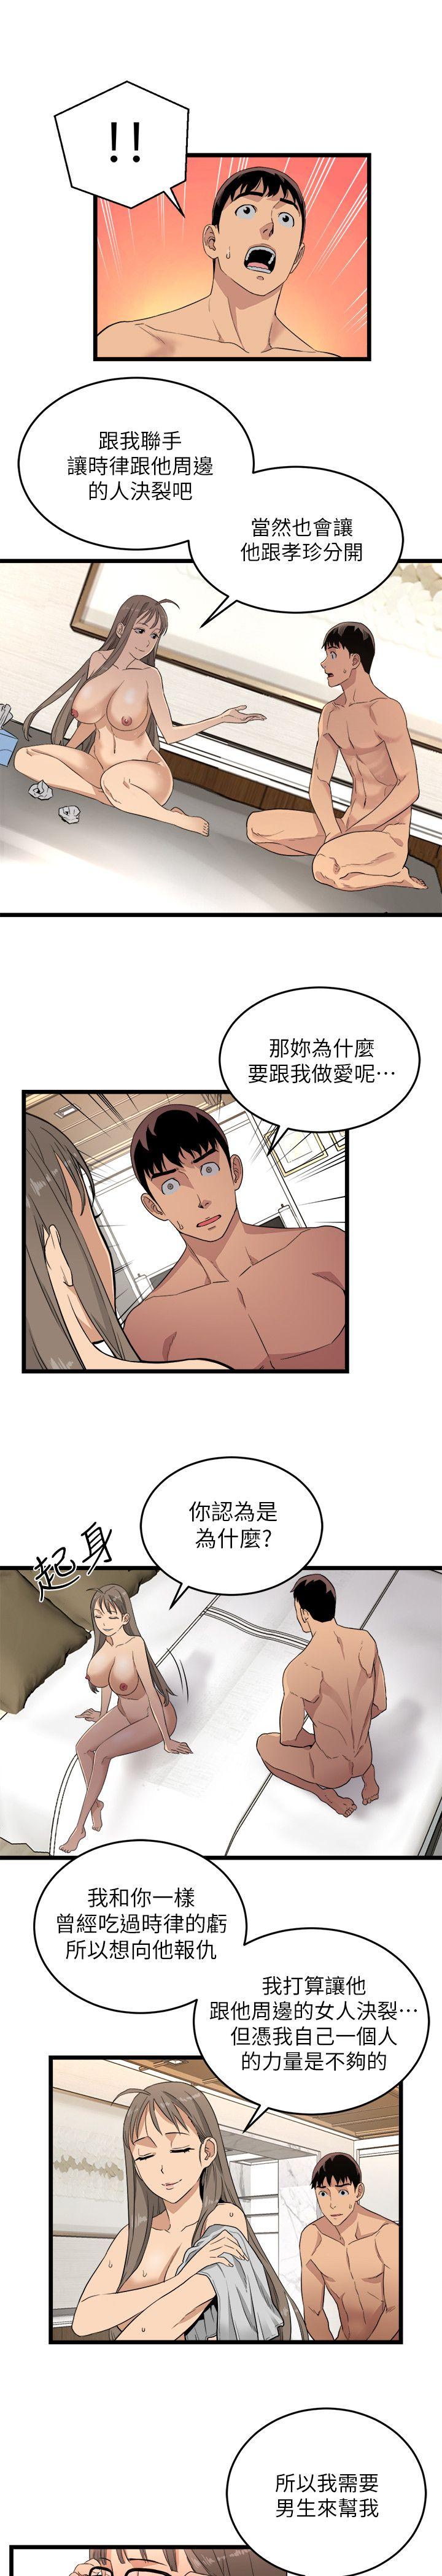 !!
跟我聯手
讓時律跟他周邊
的人決裂吧
當然也會讓
他跟孝珍分開
那妳為什麼
要跟我做愛呢…
你認為是
為什麼?
起身
我和你一樣
曾經吃過時律的虧
所以想向他報仇
我打算讓他
跟他周邊的女人決裂…
但憑我自己一個人
的力量是不夠的
所以我需要
男生來幫我